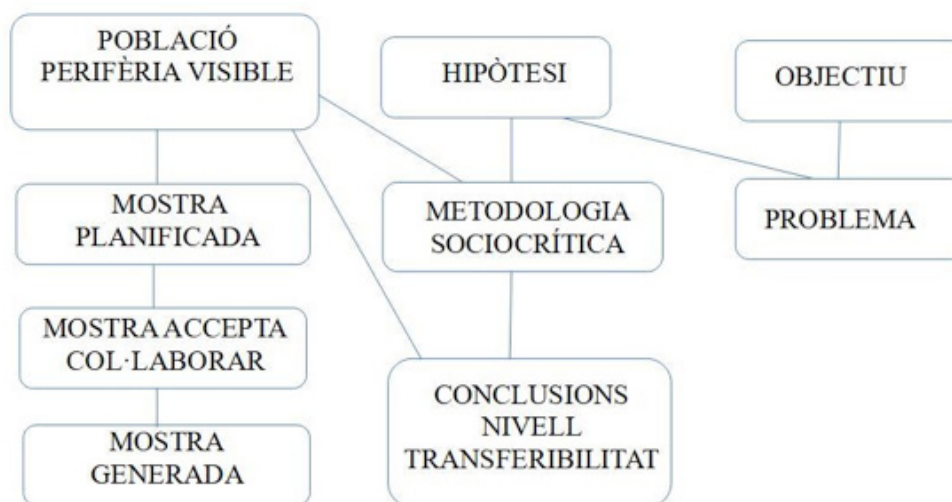 POBLACIÓ
PERIFÈRIA VISIBLE
HIPÒTESI
OBJECTIU
MOSTRA
PLANIFICADA
METODOLOGIA
SOCIOCRÍTICA
PROBLEMA
MOSTRA ACCEPTA
COL·LABORAR
CONCLUSIONS
NIVELL
TRANSFERIBILITAT
MOSTRA
GENERADA